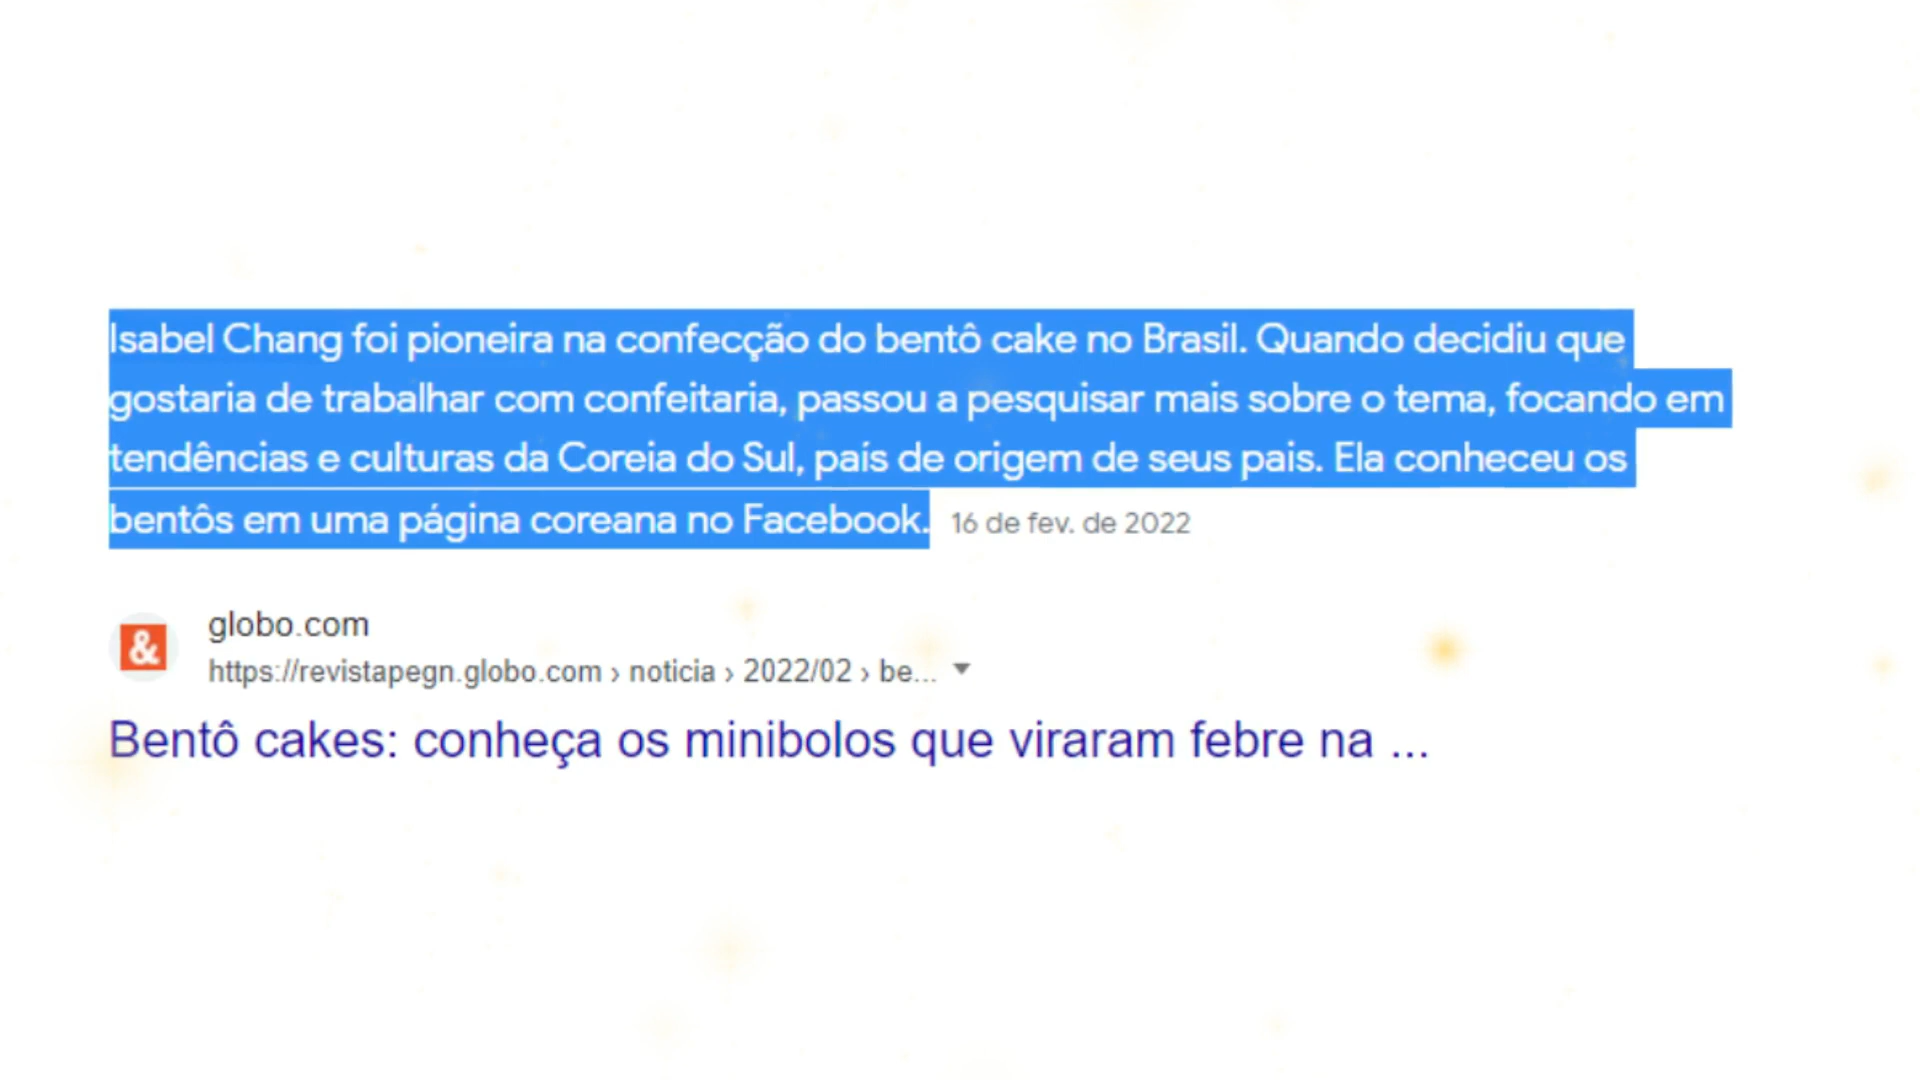 Isabel Chang foi pioneira na confecção do bentô cake no Brasil. Quando decidiu que
gostaria de trabalhar com confeitaria, passou a pesquisar mais sobre o tema, focando em
tendências e culturas da Coreia do Sul, país de origem de seus pais. Ela conheceu os
bentôs em uma página coreana no Facebook. 16 de fev. de 2022
&
globo.com
https://revistapegn.globo.com › noticia › 2022/02 › be...
Bentô cakes: conheça os minibolos que viraram febre na ...